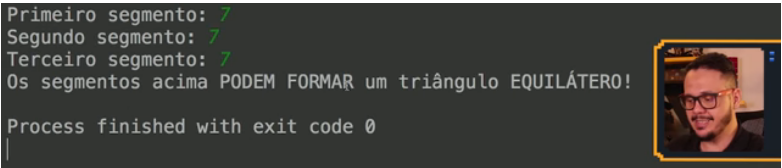 Primeiro segmento: 7
Segundo segmento: 7
Terceiro segmento: 7
Os segmentos acima PODEM FORMAR um triângulo EQUILÁTERO!
Process finished with exit code 0